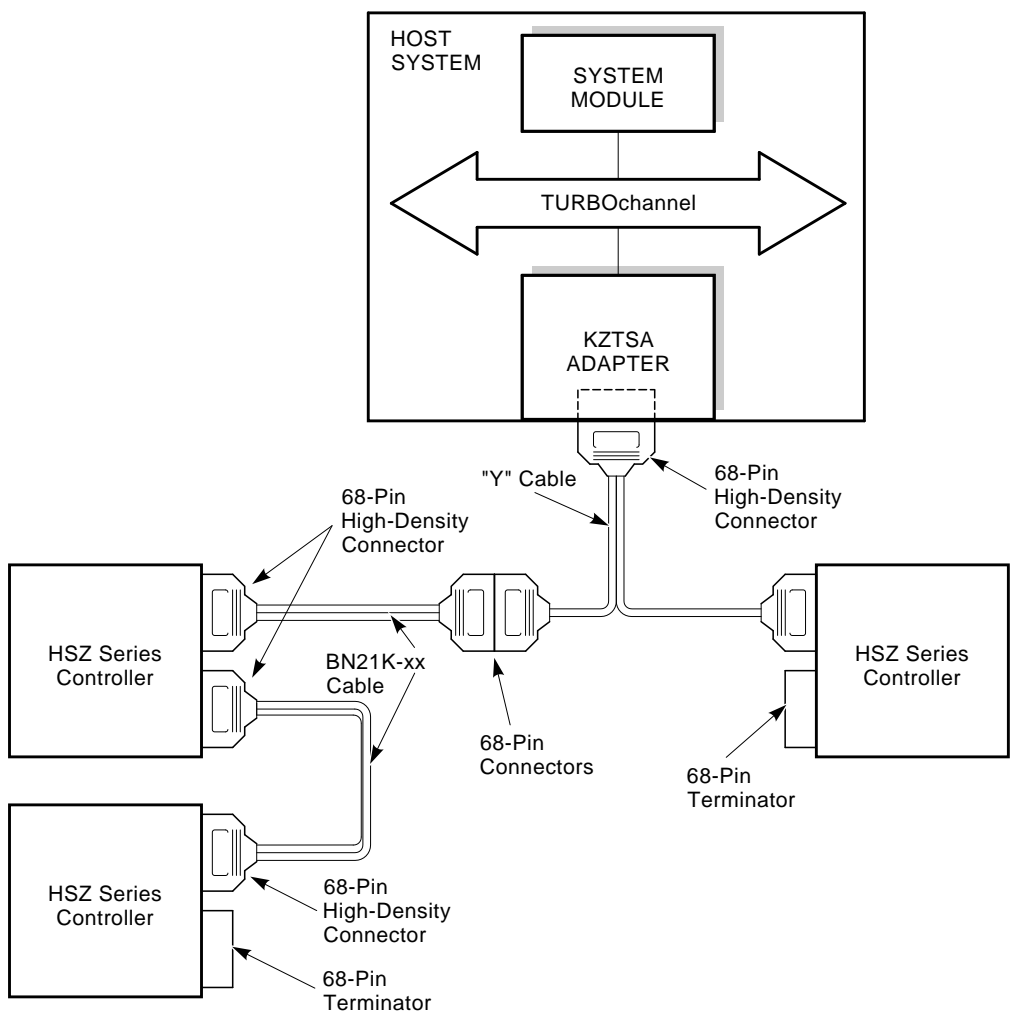 HOST
SYSTEM
SYSTEM
MODULE
TURBOchannel
KZTSA
ADAPTER
"Y" Cable
68-Pin
High-Density
Connector
68-Pin
High-Density
Connector
HSZ Series
Controller
BN21K-xx
Cable
HSZ Series
Controller
68-Pin
Connectors
68-Pin
Terminator
HSZ Series
Controller
68-Pin
High-Density
Connector
68-Pin
Terminator